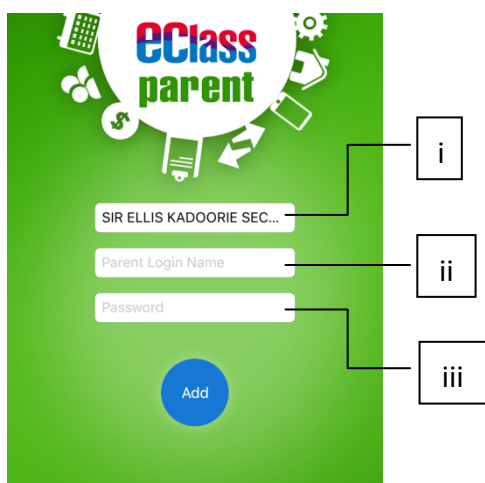 eClass
parent
i
SIR ELLIS KADOORIE SEC...
Parent Login Name
ii
Password
iii
Add